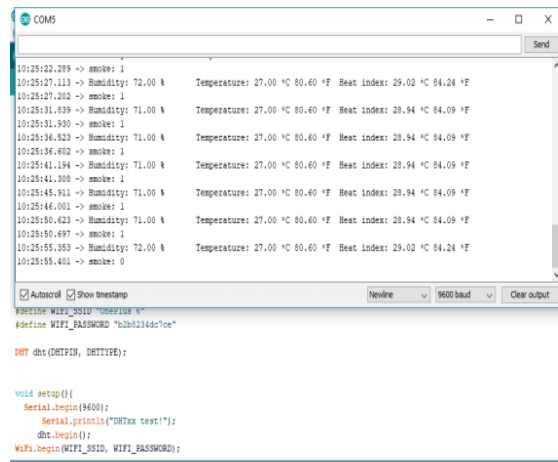 COM5
Send
10:25:22.289 -> smoke: 1
10:25:27.113 -> Humidity: 72.00 % Temperature: 27.00 °C 80.60 °F Heat index: 29.02 °C 84.24 °F
10:25:27.202 -> smoke: 1
10:25:31.839 -> Humidity: 71.00 % Temperature: 27.00 °C 80.60 °F Heat index: 28.94 °C 84.09 °F
10:25:31.930 -> smoke: 1
10:25:36.523 -> Humidity: 71.00 % Temperature: 27.00 °C 80.60 °F Heat index: 28.94 °C 84.09 °F
10:25:36.602 -> smoke: 1
10:25:41.194 -> Humidity: 71.00 % Temperature: 27.00 °C 80.60 °F Heat index: 28.94 °C 84.09 °F
10:25:41.308 -> smoke: 1
10:25:45.911 -> Humidity: 71.00 % Temperature: 27.00 °C 80.60 °F Heat index: 28.94 °C 84.09 °F
10:25:46.001 -> smoke: 1
10:25:50.623 -> Humidity: 71.00 % Temperature: 27.00 °C 80.60 °F Heat index: 28.94 °C 84.09 °F
10:25:50.697 -> smoke: 1
10:25:55.353 -> Humidity: 72.00 % Temperature: 27.00 °C 80.60 °F Heat index: 29.02 °C 84.24 °F
10:25:55.401 -> smoke: 0
Autoscroll Show timestamp Newline 9600 baud Clear output
#define WIFI_SSID "OnePlus 6"
#define WIFI_PASSWORD "b2b8234dc7ce"
DHT dht(DHTPIN, DHTTYPE);
void setup(){
Serial.begin(9600);
Serial.println("DHTxx test!");
dht.begin();
WiFi.begin(WIFI_SSID, WIFI_PASSWORD);